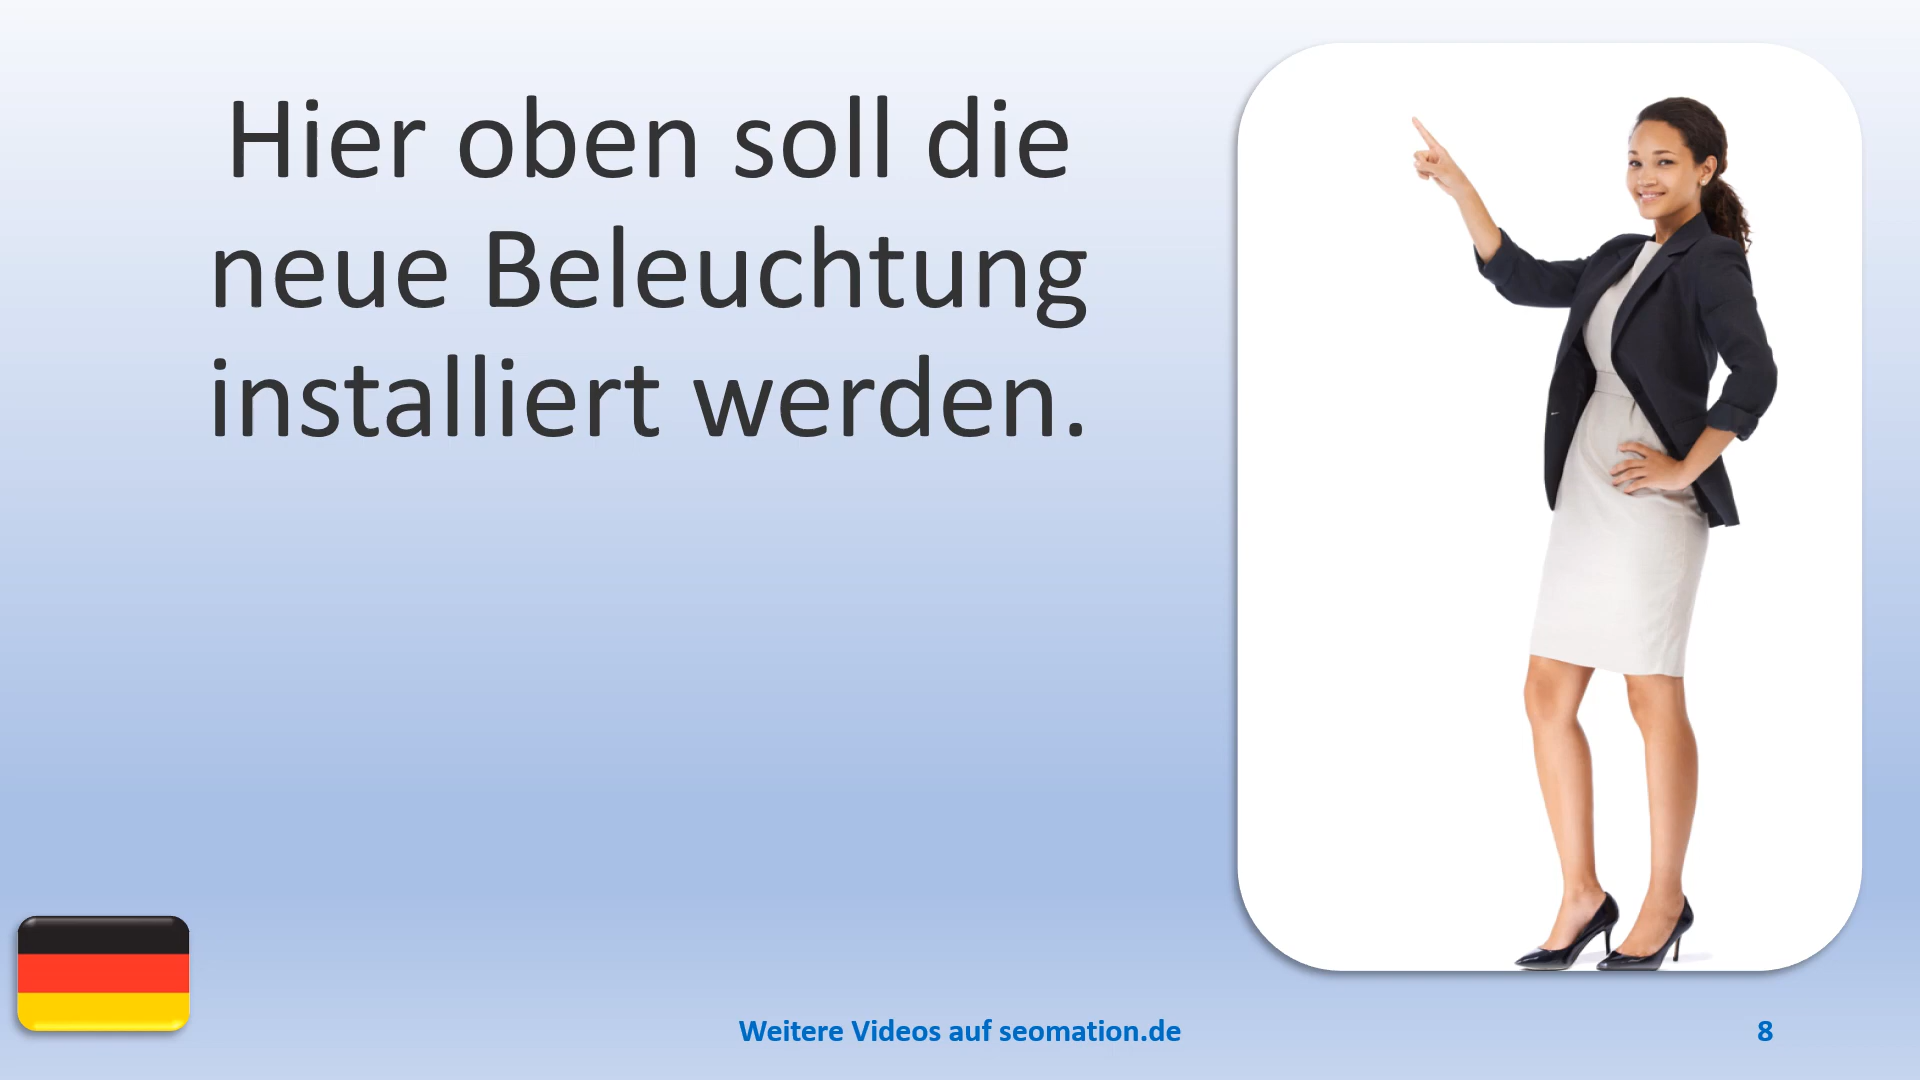 Hier oben soll die
neue Beleuchtung
installiert werden.
Weitere Videos auf seomation.de
8